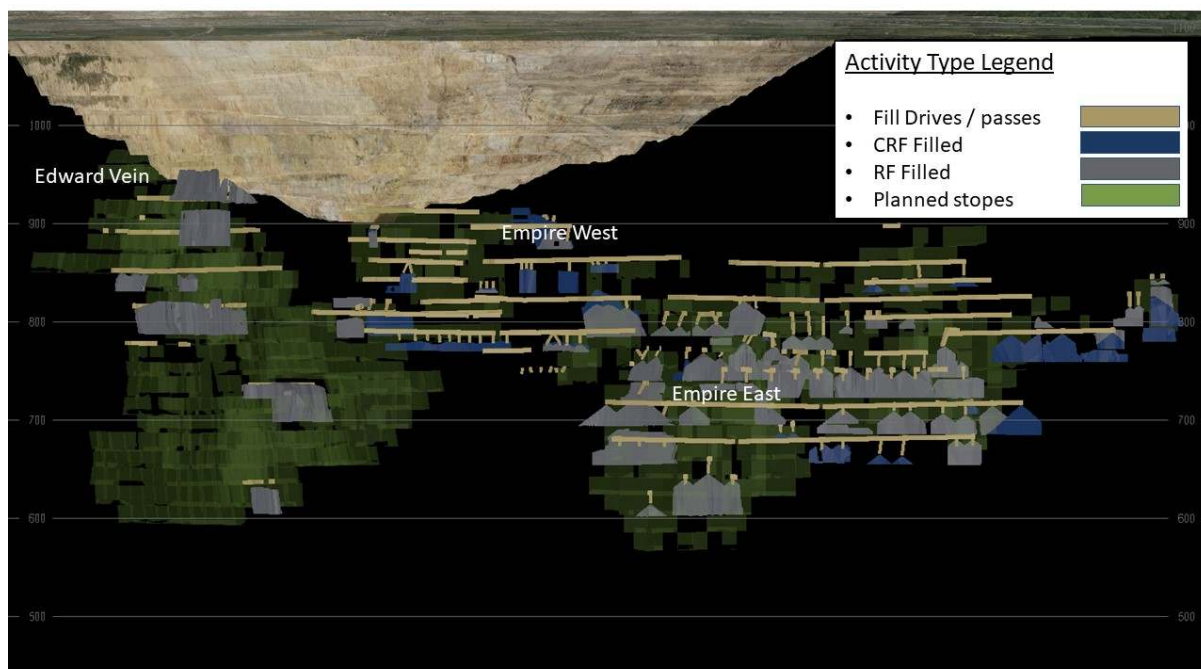 1100
Activity Type Legend
• Fill Drives / passes
• CRF Filled
• RF Filled
• Planned stopes
1000
Edward Vein
900
900
Empire West
800
800
Empire East
700
700
600
600
500
500